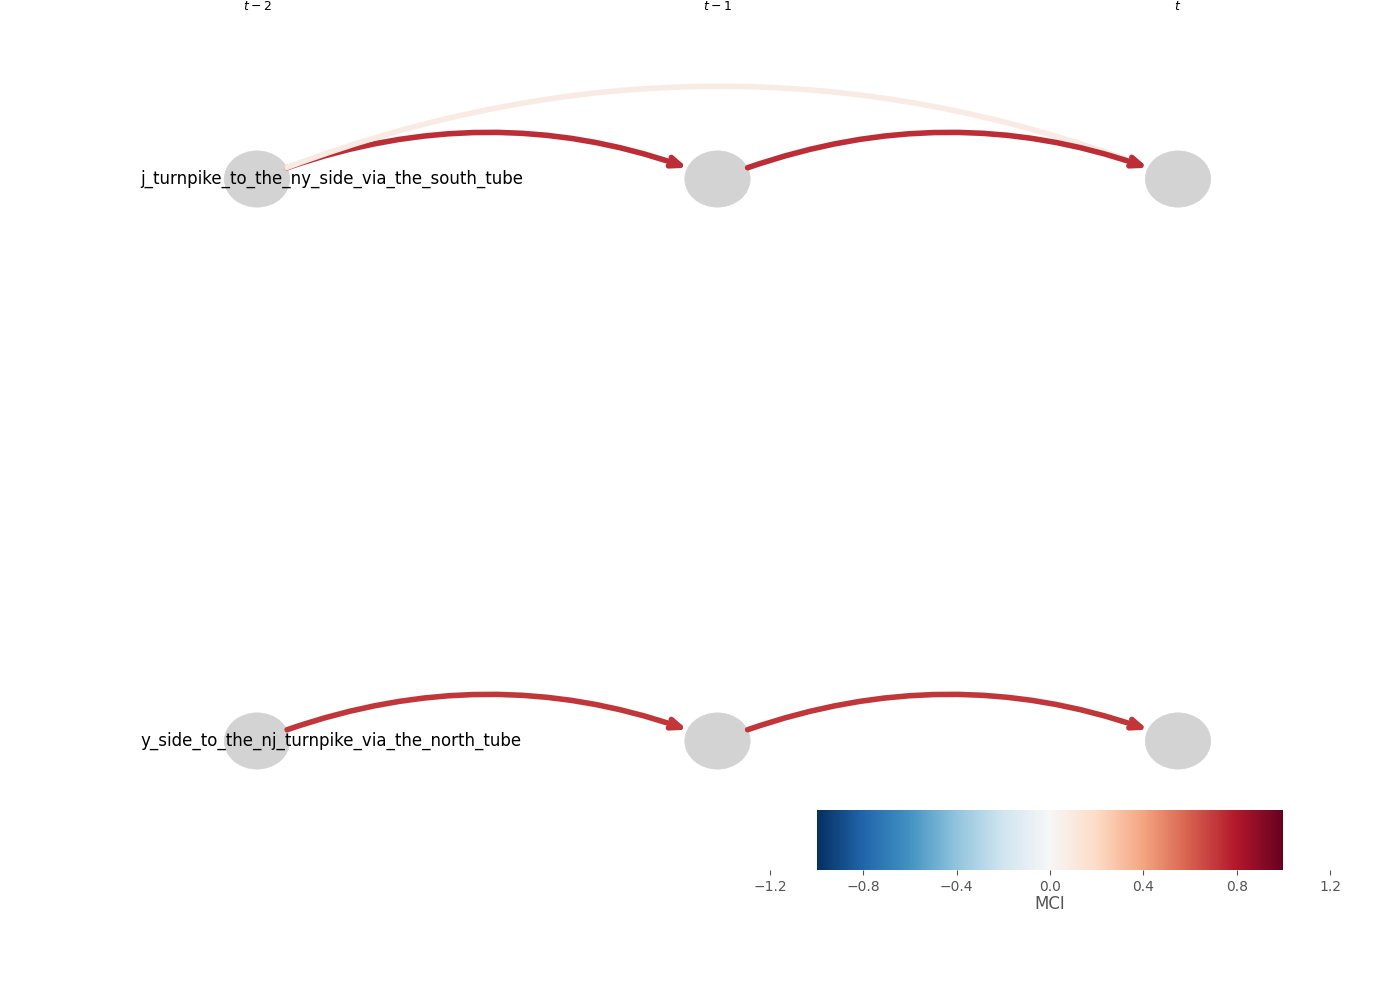 t − 2 t − 1 t
j_turnpike_to_the_ny_side_via_the_south_tube
y_side_to_the_nj_turnpike_via_the_north_tube
−1.2 −0.8 −0.4 0.0 0.4 0.8 1.2
MCI